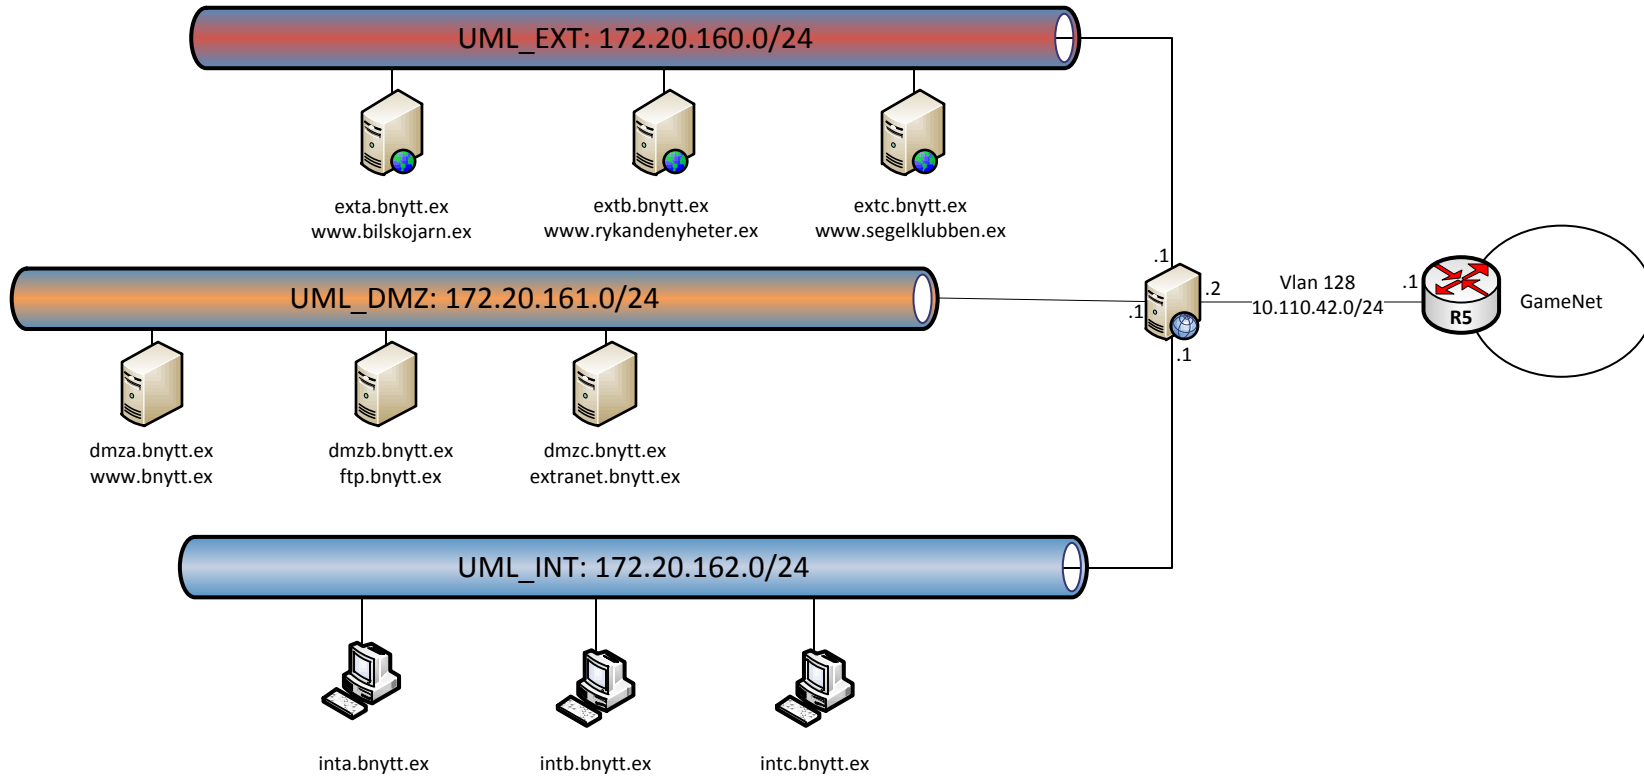 UML_EXT: 172.20.160.0/24
exta.bnytt.ex
www.bilskojarn.ex
extb.bnytt.ex
www.rykandenyheter.ex
extc.bnytt.ex
www.segelklubben.ex
UML_DMZ: 172.20.161.0/24
.1
.1
.2
.1
Vlan 128
10.110.42.0/24
.1
R5
GameNet
dmza.bnytt.ex
www.bnytt.ex
dmzb.bnytt.ex
ftp.bnytt.ex
dmzc.bnytt.ex
extranet.bnytt.ex
UML_INT: 172.20.162.0/24
inta.bnytt.ex
intb.bnytt.ex
intc.bnytt.ex